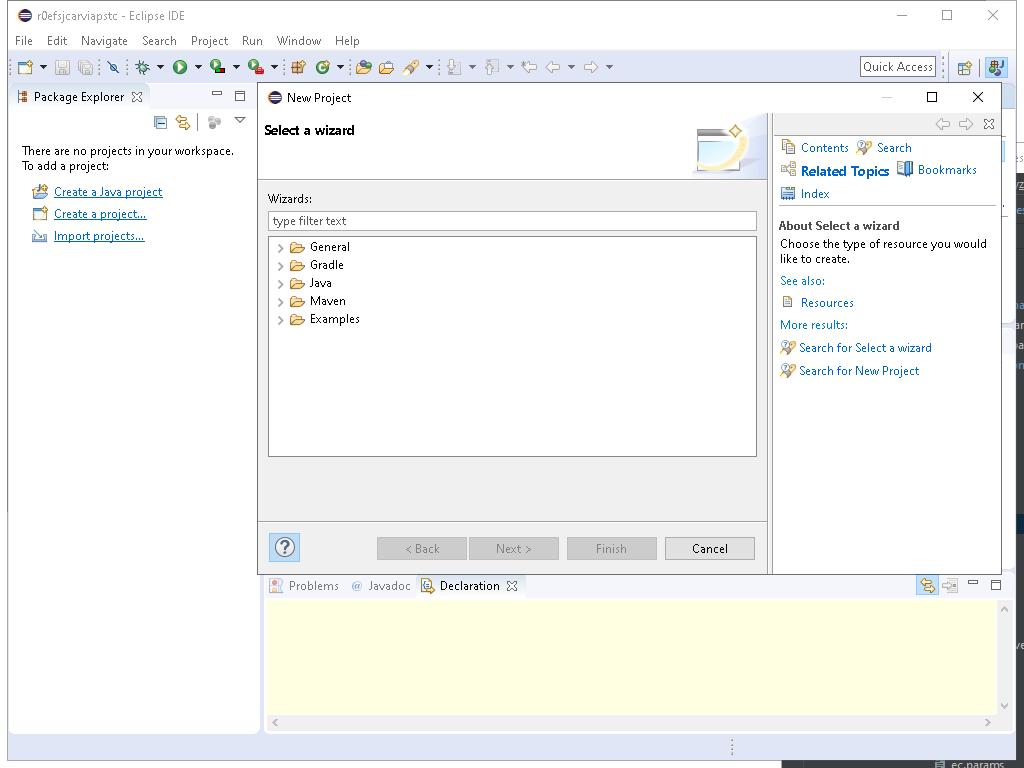 r0efsjcarviapstc - Eclipse IDE
File Edit Navigate Search Project Run Window Help
Quick Access
Package Explorer
There are no projects in your workspace.
To add a project:
Create a Java project
Create a project...
Import projects...
New Project
Select a wizard
Wizards:
type filter text
General
Gradle
Java
Maven
Examples
< Back Next > Finish Cancel
Contents Search
Related Topics Bookmarks
Index
About Select a wizard
Choose the type of resource you would
like to create.
See also:
Resources
More results:
Search for Select a wizard
Search for New Project
Problems @ Javadoc Declaration
ec.params